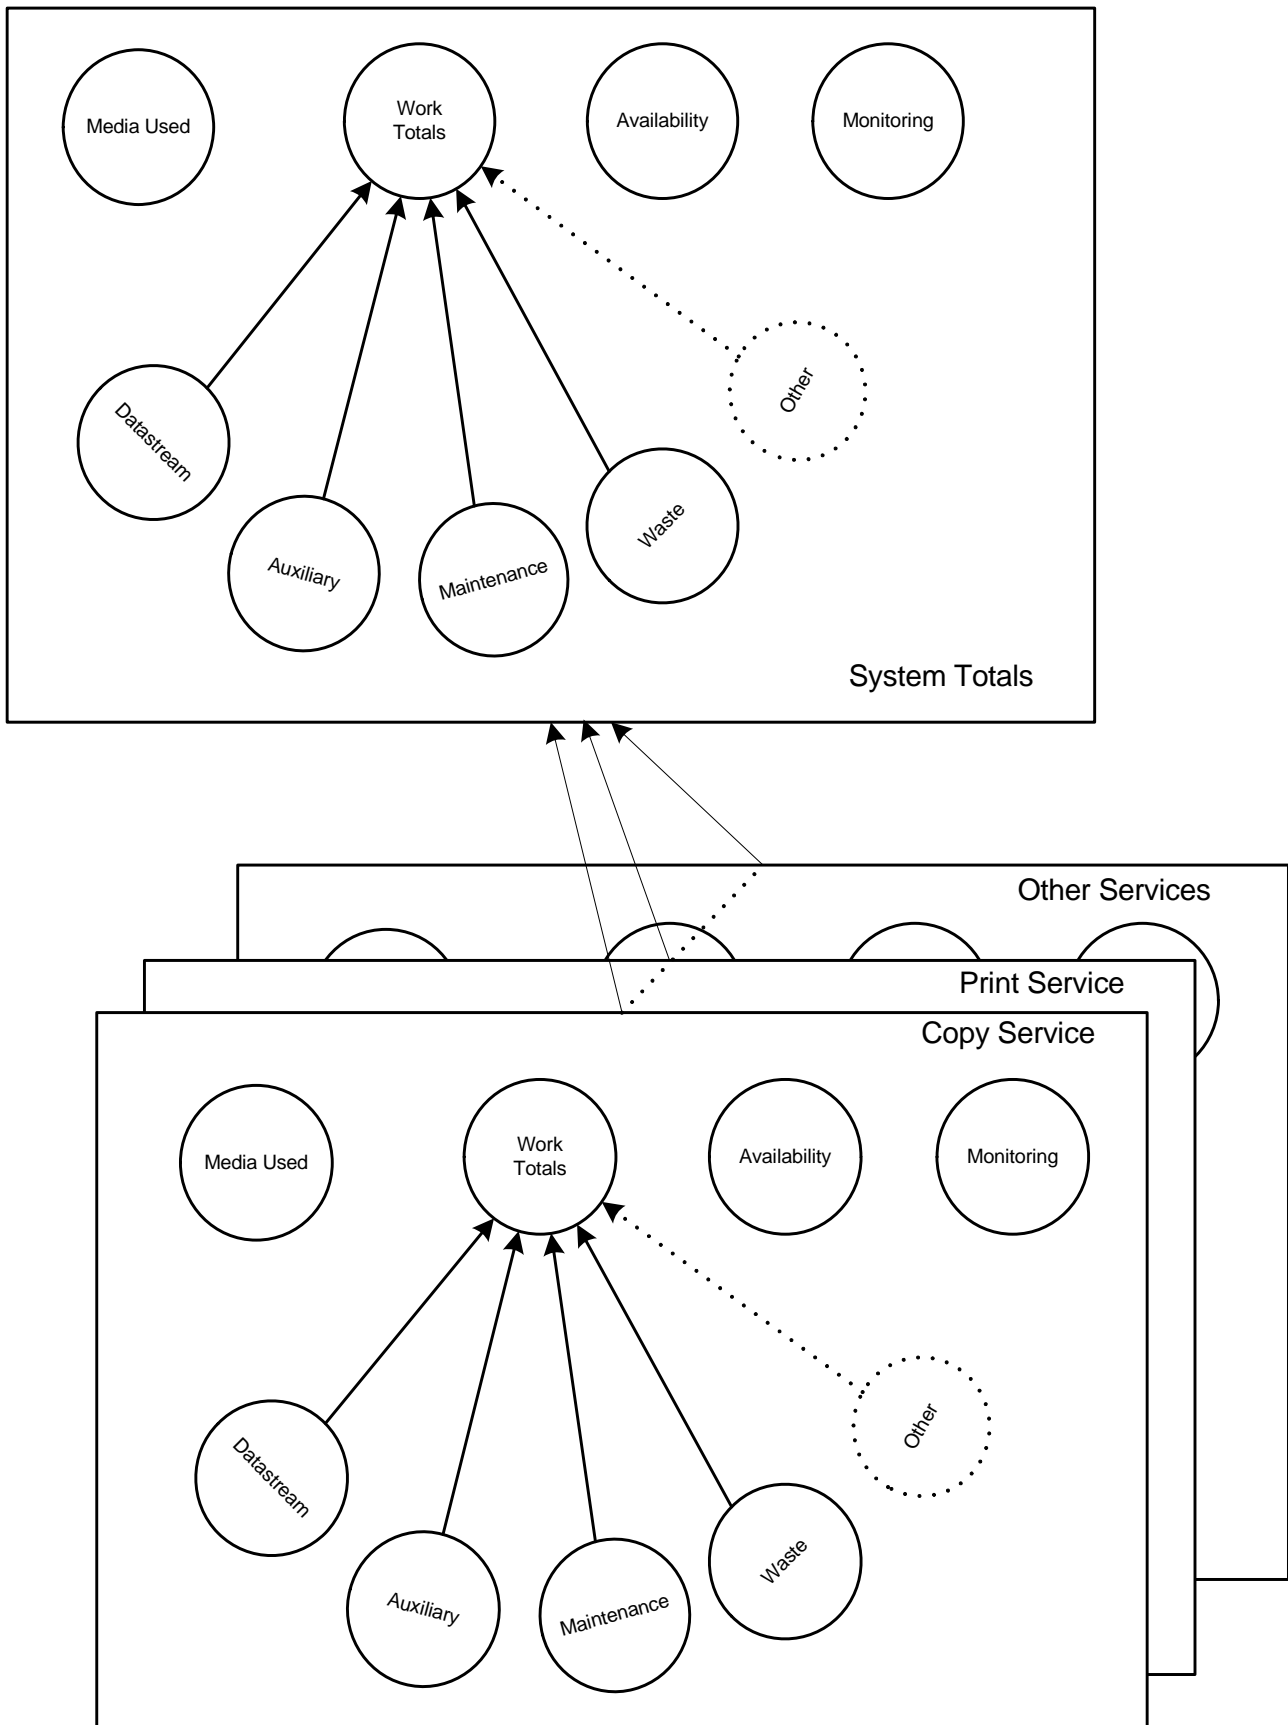 Media Used
Work
Totals
Availability
Monitoring
Datastream
Auxiliary
Maintenance
Waste
Other
System Totals
Other Services
Print Service
Copy Service
Media Used
Work
Totals
Availability
Monitoring
Datastream
Auxiliary
Maintenance
Waste
Other